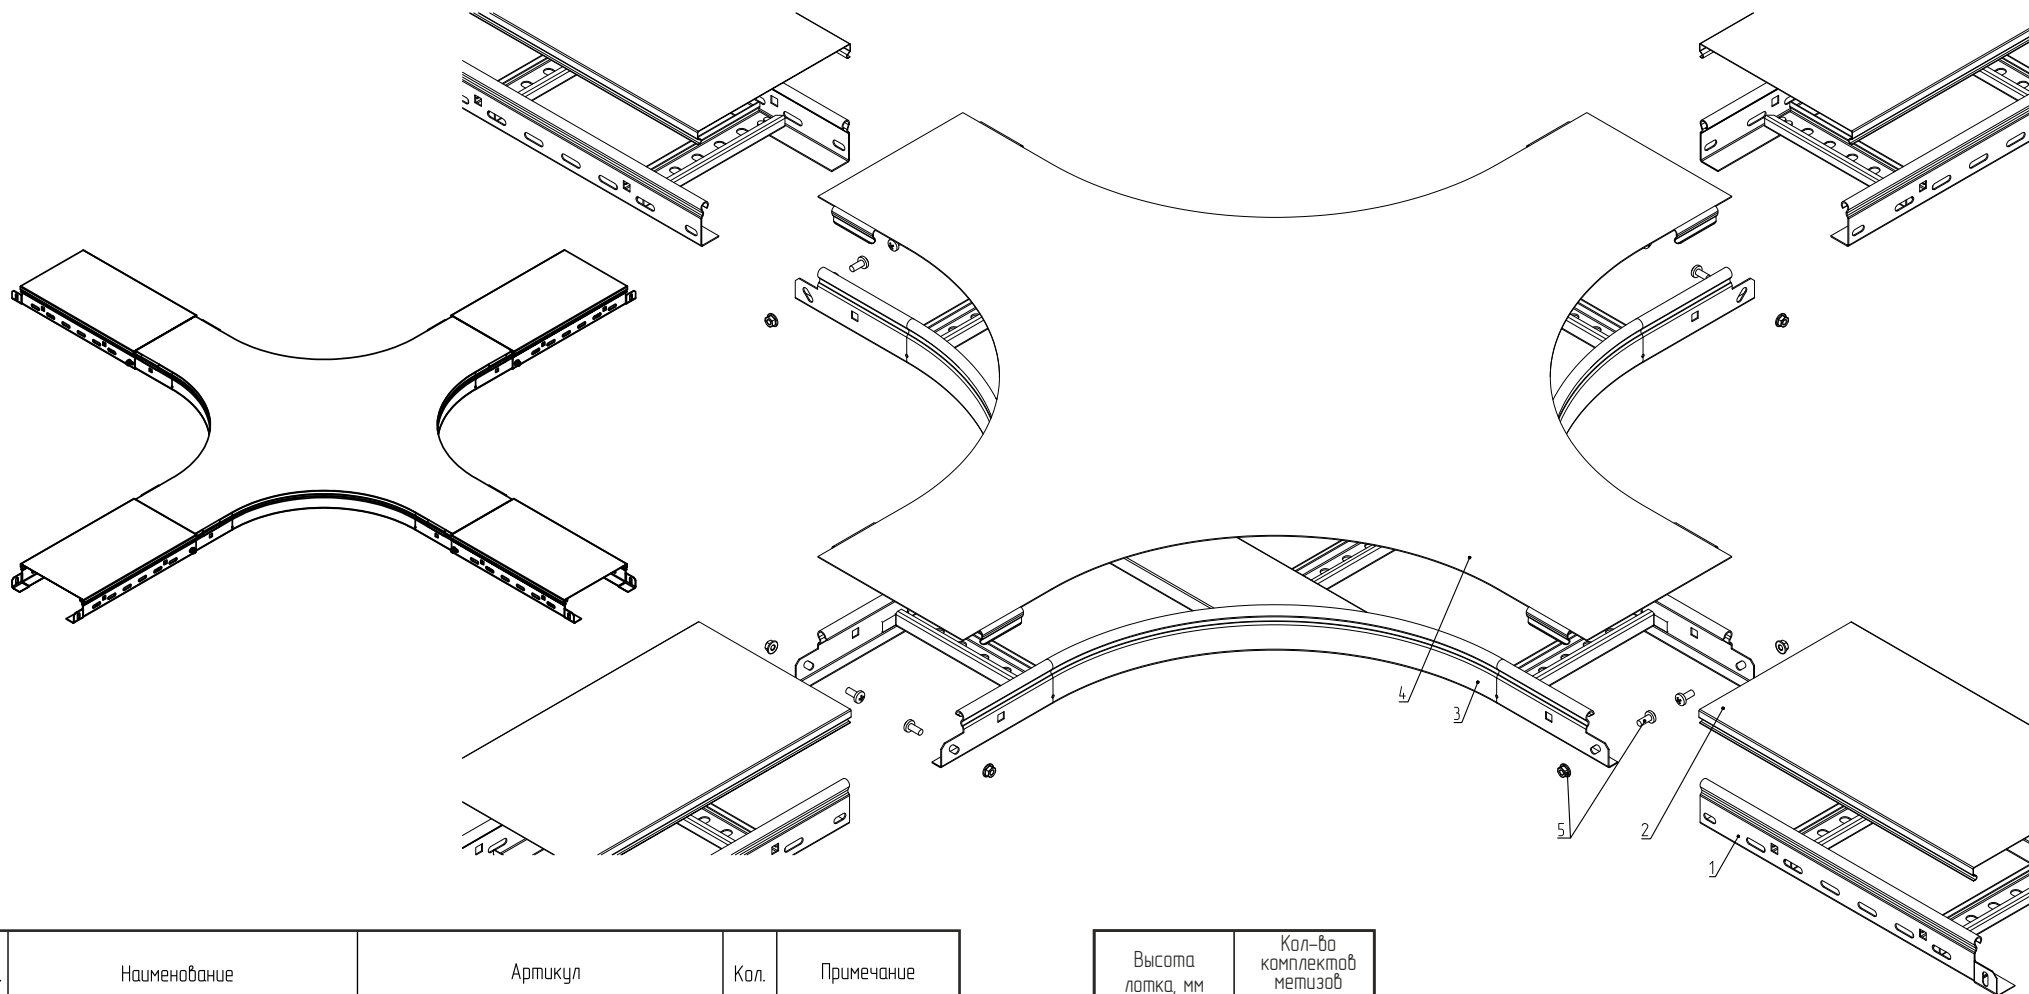 4
3
5
2
1
Наименование
Артикул
Кол.
Примечание
Высота
лотка, мм
Кол-во
комплектов
метизов